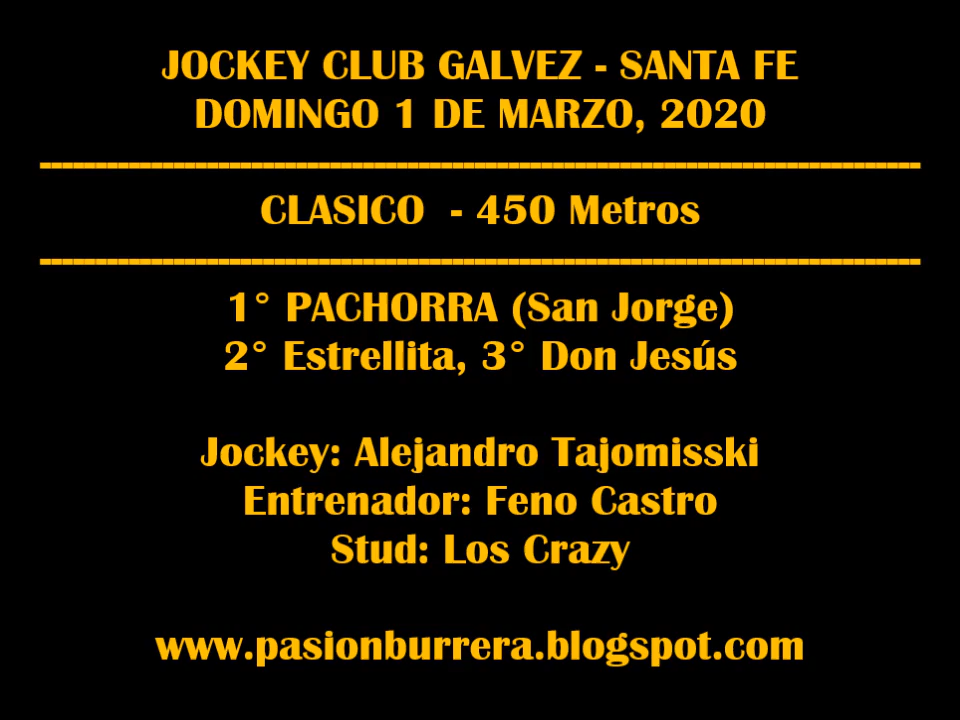 JOCKEY CLUB GALVEZ - SANTA FE
DOMINGO 1 DE MARZO, 2020
--------------------------------------------------------------------------------
CLASICO - 450 Metros
--------------------------------------------------------------------------------
1° PACHORRA (San Jorge)
2° Estrellita, 3° Don Jesús
Jockey: Alejandro Tajomisski
Entrenador: Feno Castro
Stud: Los Crazy
www.pasionburrera.blogspot.com